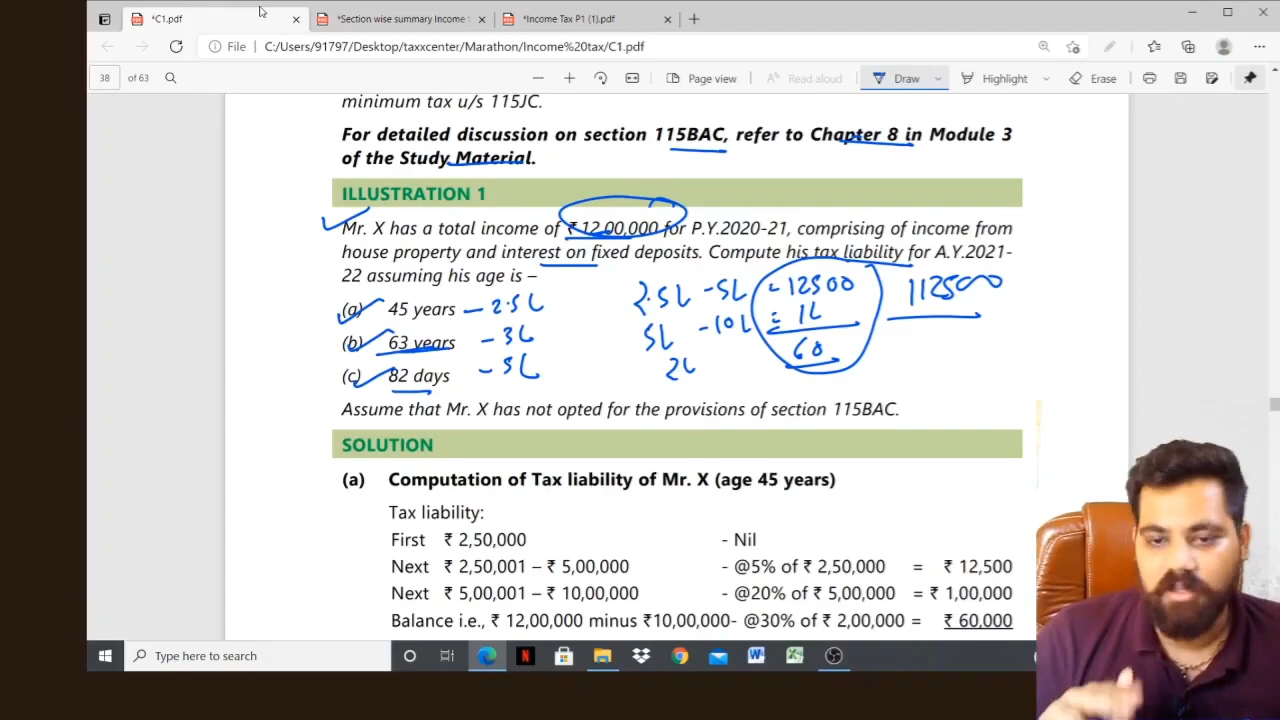 *C1.pdf
*Section wise summary Income
*Income Tax P1 (1).pdf
File C:/Users/91797/Desktop/taxxcenter/Marathon/Income%20tax/C1.pdf
38 of 63 Page view Read aloud Draw Highlight Erase
minimum tax u/s 115JC.
For detailed discussion on section 115BAC, refer to Chapter 8 in Module 3
of the Study Material.
ILLUSTRATION 1
Mr. X has a total income of ₹ 12,00,000 for P.Y.2020-21, comprising of income from
house property and interest on fixed deposits. Compute his tax liability for A.Y.2021-
22 assuming his age is –
(a) 45 years – 2.5L
(b) 63 years – 3L
(c) 82 days – 5L
2.5L – 5L = 12500
5L – 10L = 1L
2L 60
112500
Assume that Mr. X has not opted for the provisions of section 115BAC.
SOLUTION
(a) Computation of Tax liability of Mr. X (age 45 years)
Tax liability:
First ₹ 2,50,000 - Nil
Next ₹ 2,50,001 – ₹ 5,00,000 - @5% of ₹ 2,50,000 = ₹ 12,500
Next ₹ 5,00,001 – ₹ 10,00,000 - @20% of ₹ 5,00,000 = ₹ 1,00,000
Balance i.e., ₹ 12,00,000 minus ₹10,00,000- @30% of ₹ 2,00,000 = ₹ 60,000
Type here to search